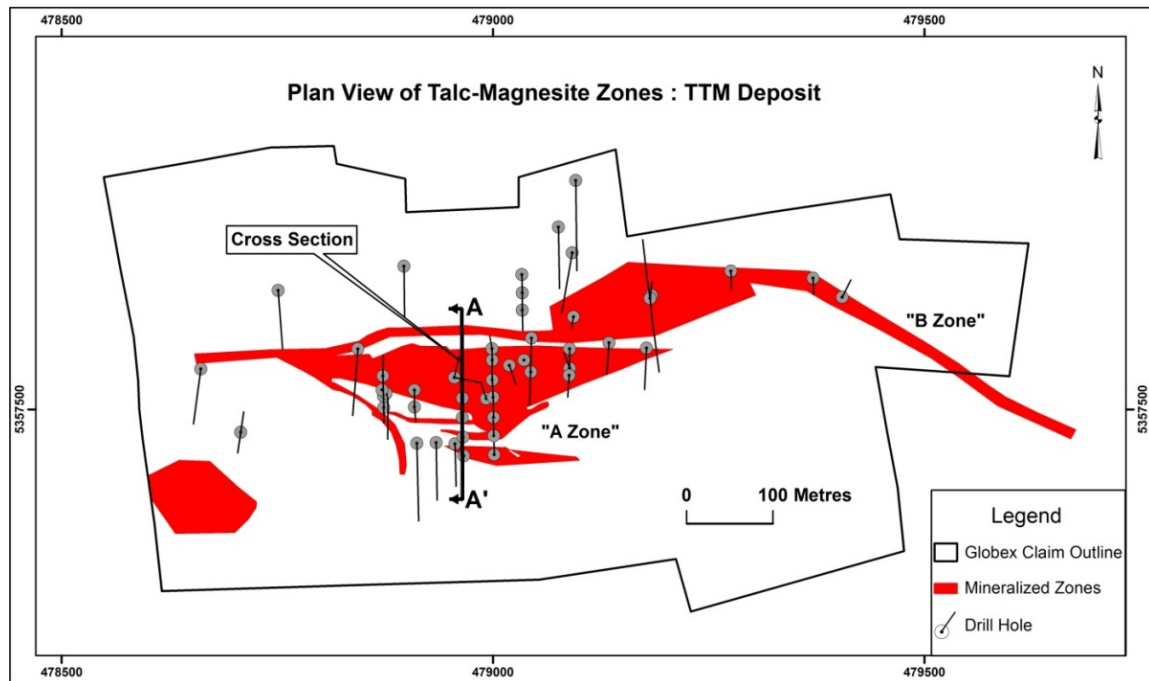 478500 479000 479500
Plan View of Talc-Magnesite Zones : TTM Deposit
N
Cross Section
A
"B Zone"
5357500
5357500
"A Zone"
A'
0 100 Metres
Legend
Globex Claim Outline
Mineralized Zones
Drill Hole
478500 479000 479500